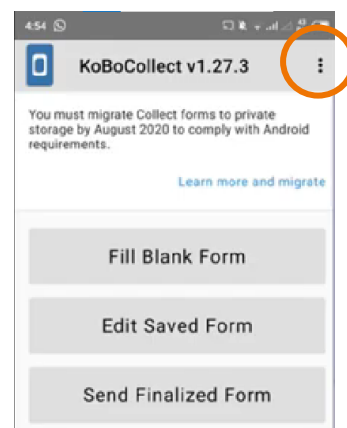 4:54
KoBoCollect v1.27.3
You must migrate Collect forms to private
storage by August 2020 to comply with Android
requirements.
Learn more and migrate
Fill Blank Form
Edit Saved Form
Send Finalized Form